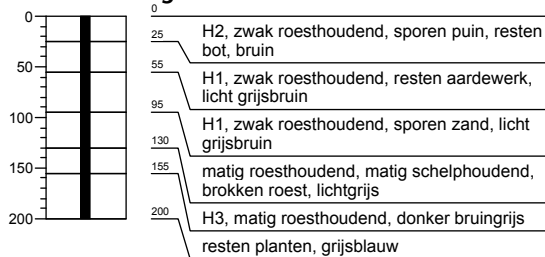 0
50
100
150
200
0
H2, zwak roesthoudend, sporen puin, resten
bot, bruin
25
H1, zwak roesthoudend, resten aardewerk,
licht grijsbruin
55
H1, zwak roesthoudend, sporen zand, licht
grijsbruin
95
matig roesthoudend, matig schelphoudend,
brokken roest, lichtgrijs
130
H3, matig roesthoudend, donker bruingrijs
155
resten planten, grijsblauw
200